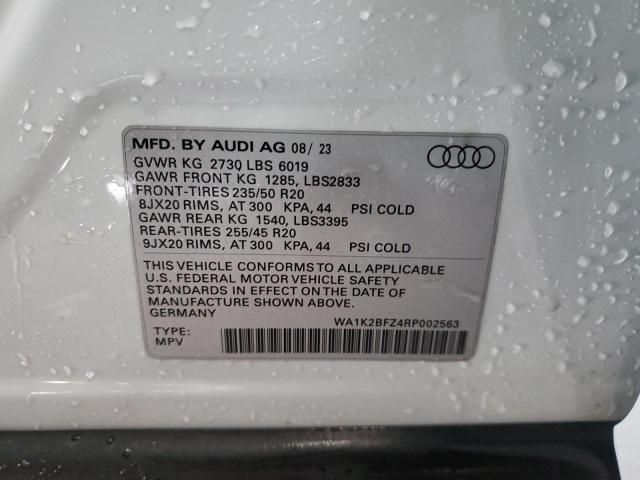 MFD. BY AUDI AG 08/ 23
GVWR KG 2730 LBS 6019
GAWR FRONT KG 1285, LBS2833
FRONT-TIRES 235/50 R20
8JX20 RIMS, AT 300 KPA, 44 PSI COLD
GAWR REAR KG 1540, LBS3395
REAR-TIRES 255/45 R20
9JX20 RIMS, AT 300 KPA, 44 PSI COLD
THIS VEHICLE CONFORMS TO ALL APPLICABLE
U.S. FEDERAL MOTOR VEHICLE SAFETY
STANDARDS IN EFFECT ON THE DATE OF
MANUFACTURE SHOWN ABOVE.
GERMANY
WA1K2BFZ4RP002563
TYPE:
MPV